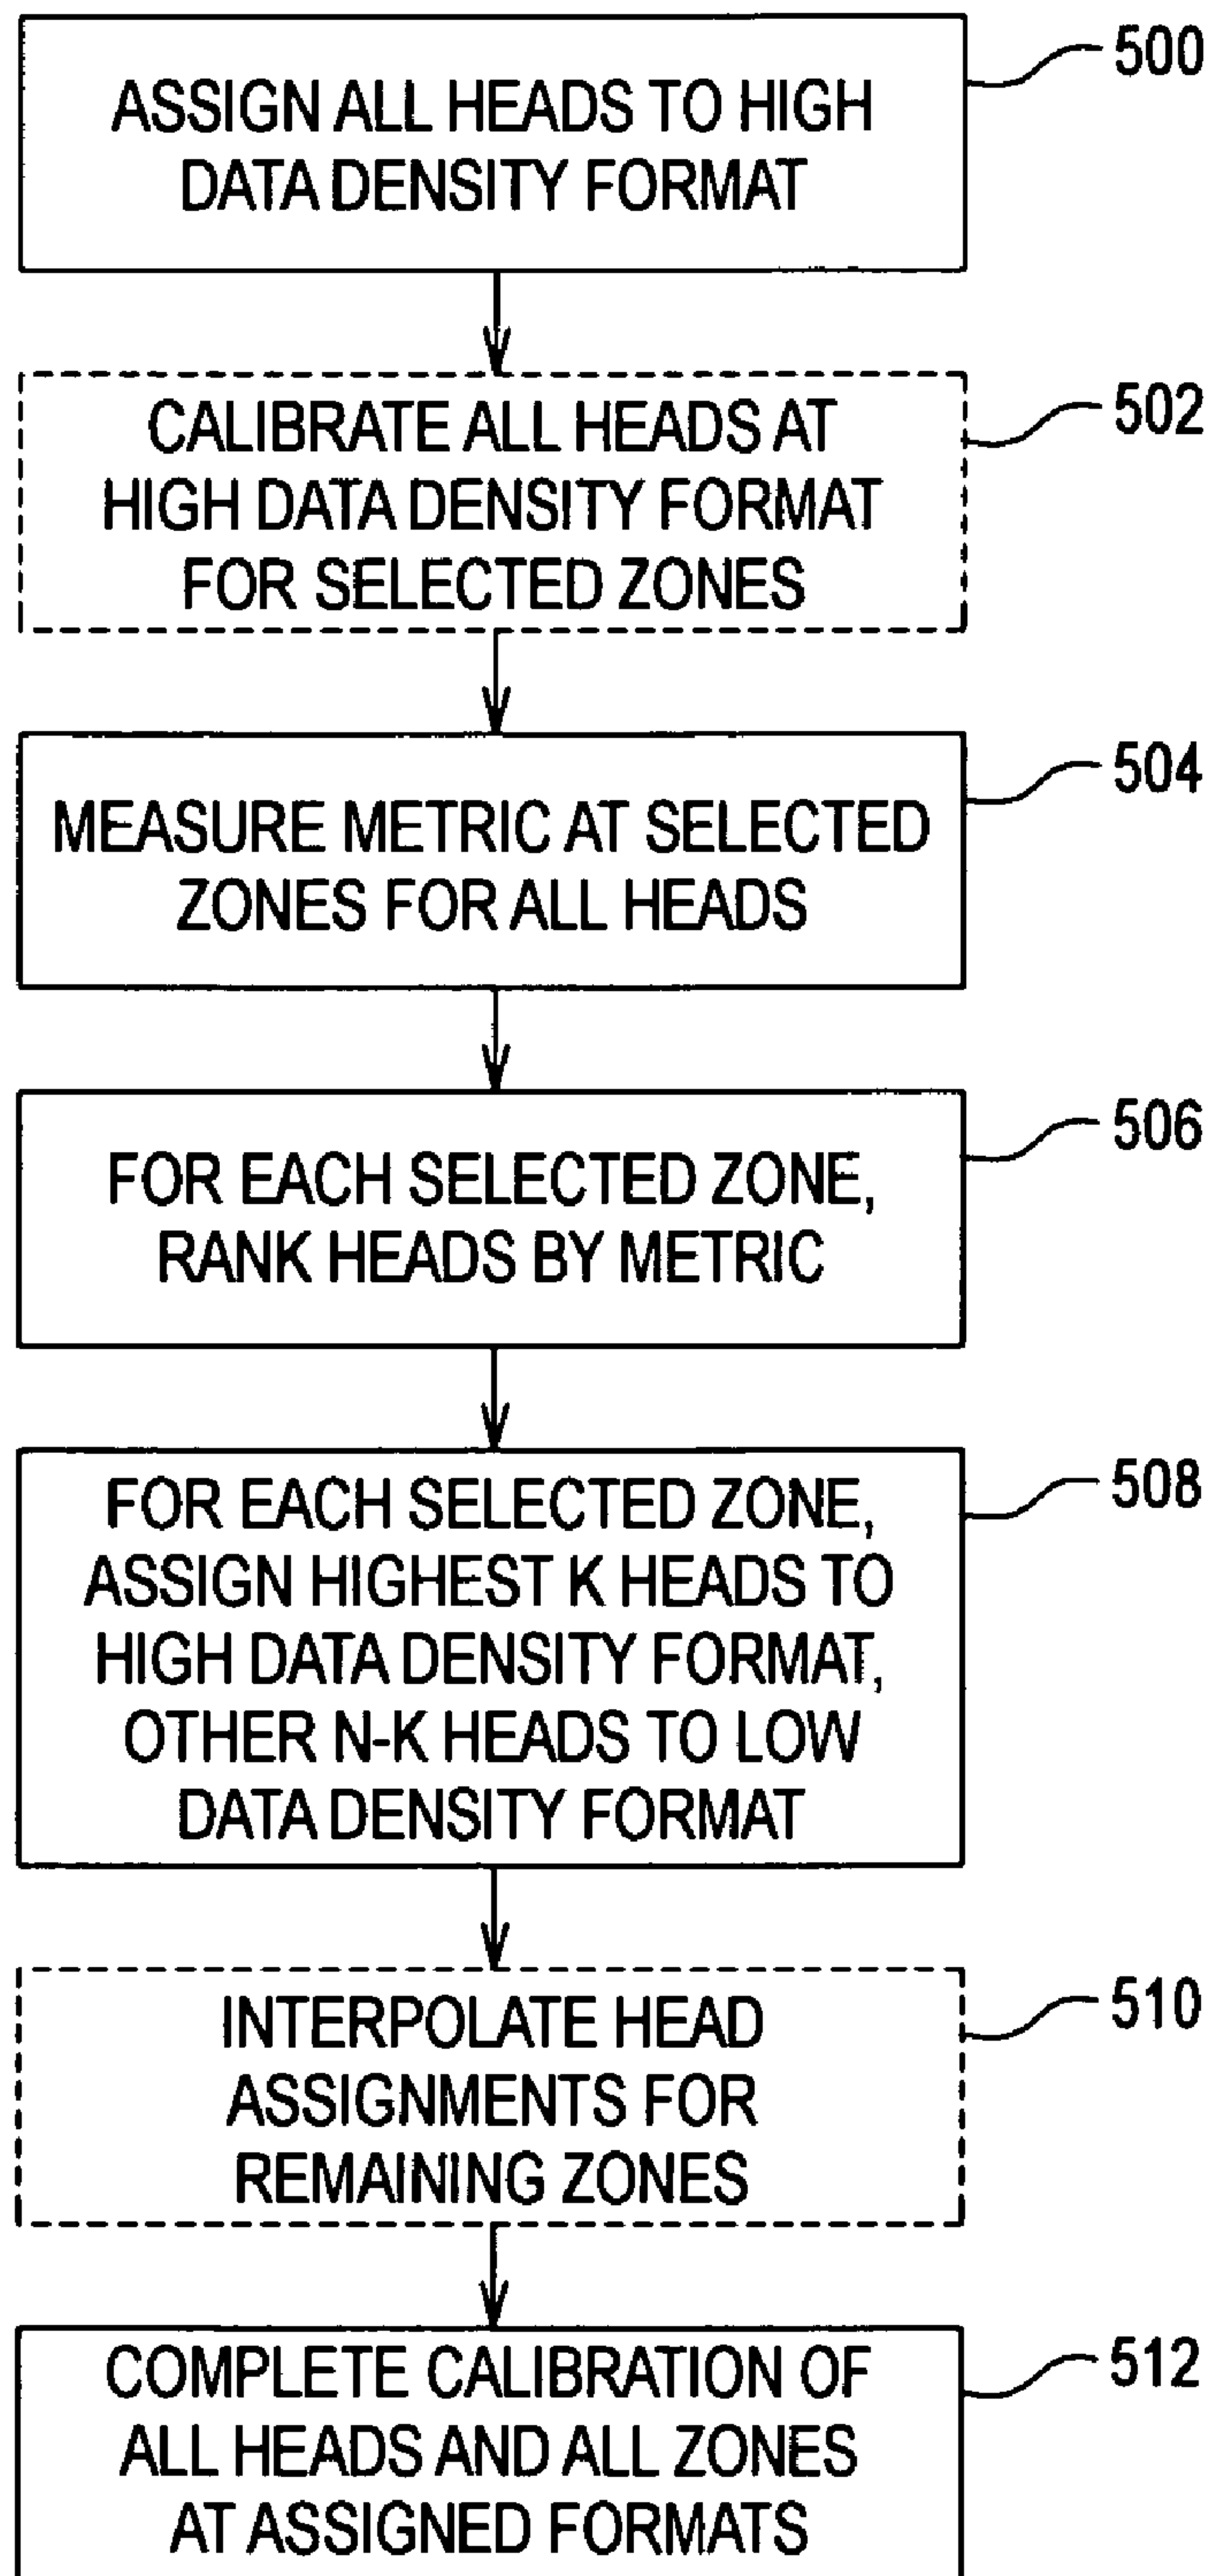 500
ASSIGN ALL HEADS TO HIGH
DATA DENSITY FORMAT
502
CALIBRATE ALL HEADS AT
HIGH DATA DENSITY FORMAT
FOR SELECTED ZONES
504
MEASURE METRIC AT SELECTED
ZONES FOR ALL HEADS
506
FOR EACH SELECTED ZONE,
RANK HEADS BY METRIC
508
FOR EACH SELECTED ZONE,
ASSIGN HIGHEST K HEADS TO
HIGH DATA DENSITY FORMAT,
OTHER N-K HEADS TO LOW
DATA DENSITY FORMAT
510
INTERPOLATE HEAD
ASSIGNMENTS FOR
REMAINING ZONES
512
COMPLETE CALIBRATION OF
ALL HEADS AND ALL ZONES
AT ASSIGNED FORMATS